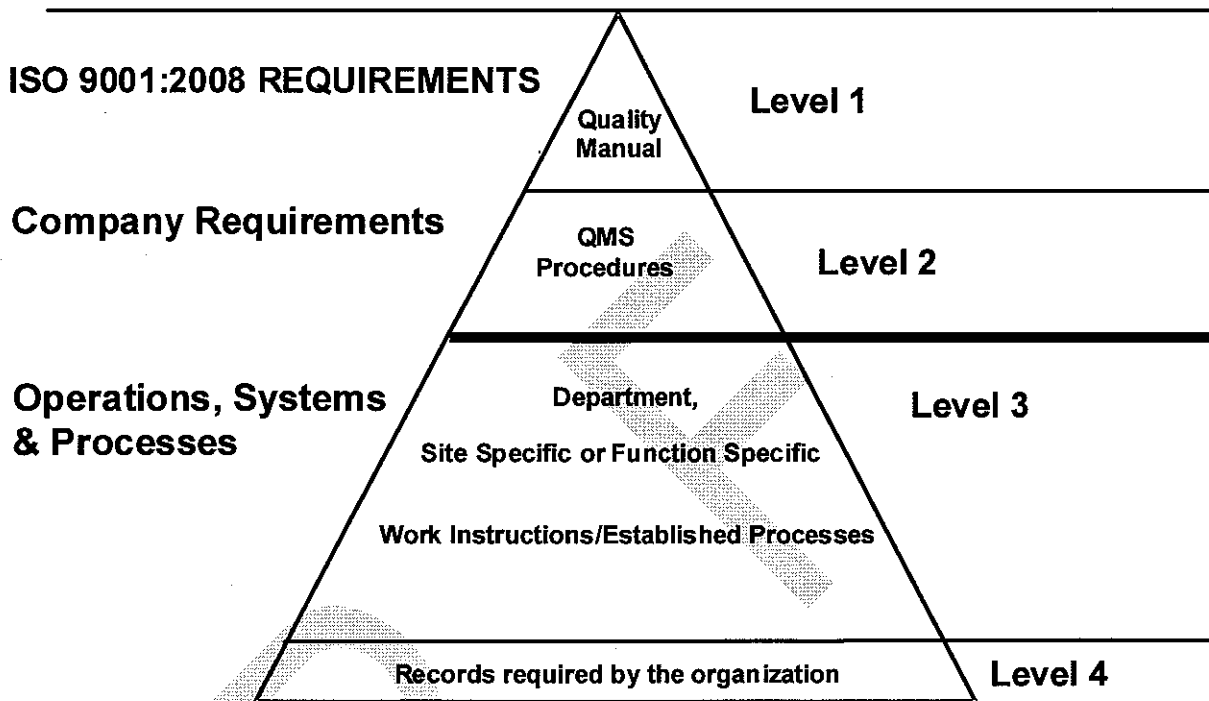 ISO 9001:2008 REQUIREMENTS
Quality
Manual
Level 1
Company Requirements
QMS
Procedures
Level 2
Operations, Systems
& Processes
Department,
Site Specific or Function Specific
Work Instructions/Established Processes
Level 3
Records required by the organization
Level 4